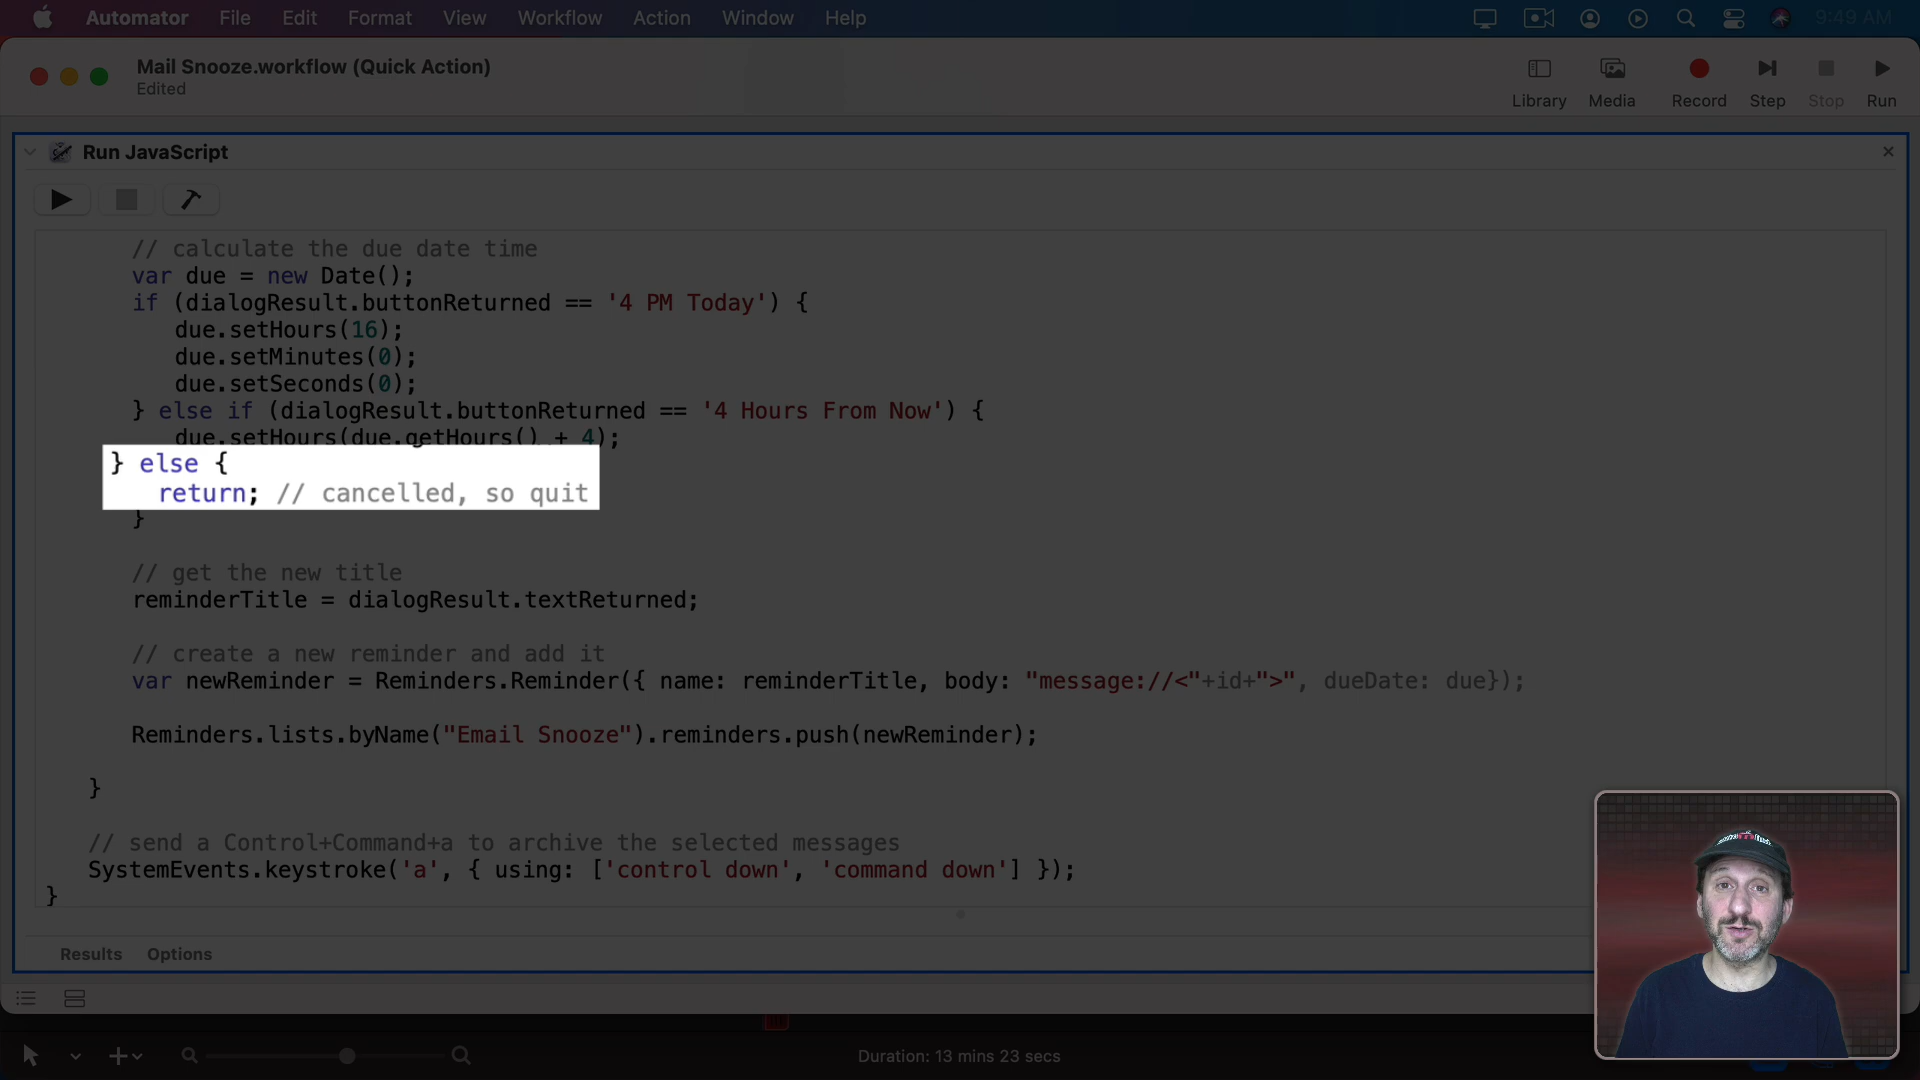 Automator File Edit Format View Workflow Action Window Help 9:49 AM
Mail Snooze.workflow (Quick Action)
Edited
Library Media Record Step Stop Run
Run JavaScript
// calculate the due date time
var due = new Date();
if (dialogResult.buttonReturned == '4 PM Today') {
due.setHours(16);
due.setMinutes(0);
due.setSeconds(0);
} else if (dialogResult.buttonReturned == '4 Hours From Now') {
due.setHours(due.getHours() + 4);
} else {
return; // cancelled, so quit
}
// get the new title
reminderTitle = dialogResult.textReturned;
// create a new reminder and add it
var newReminder = Reminders.Reminder({ name: reminderTitle, body: "message://<"+id+">", dueDate: due});
Reminders.lists.byName("Email Snooze").reminders.push(newReminder);
}
// send a Control+Command+a to archive the selected messages
SystemEvents.keystroke('a', { using: ['control down', 'command down'] });
}
Results Options
Duration: 13 mins 23 secs